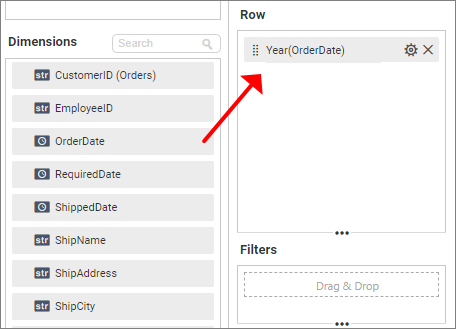 Dimensions
Search
str CustomerID (Orders)
str EmployeeID
OrderDate
RequiredDate
ShippedDate
str ShipName
str ShipAddress
str ShipCity
Row
Year(OrderDate)
Filters
Drag & Drop